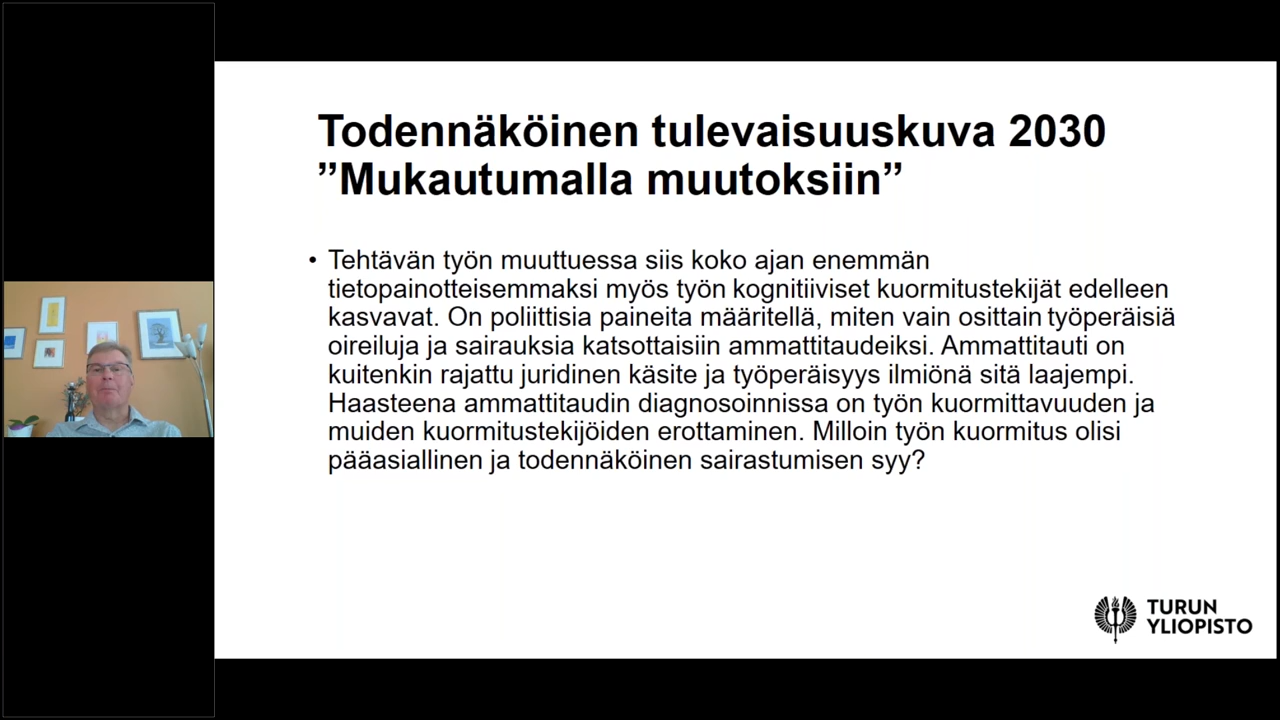 Todennäköinen tulevaisuuskuva 2030
”Mukautumalla muutoksiin”
• Tehtävän työn muuttuessa siis koko ajan enemmän
tietopainotteisemmaksi myös työn kognitiiviset kuormitustekijät edelleen
kasvavat. On poliittisia paineita määritellä, miten vain osittain työperäisiä
oireiluja ja sairauksia katsottaisiin ammattitaudeiksi. Ammattitauti on
kuitenkin rajattu juridinen käsite ja työperäisyys ilmiönä sitä laajempi.
Haasteena ammattitaudin diagnosoinnissa on työn kuormittavuuden ja
muiden kuormitustekijöiden erottaminen. Milloin työn kuormitus olisi
pääasiallinen ja todennäköinen sairastumisen syy?
TURUN
YLIOPISTO